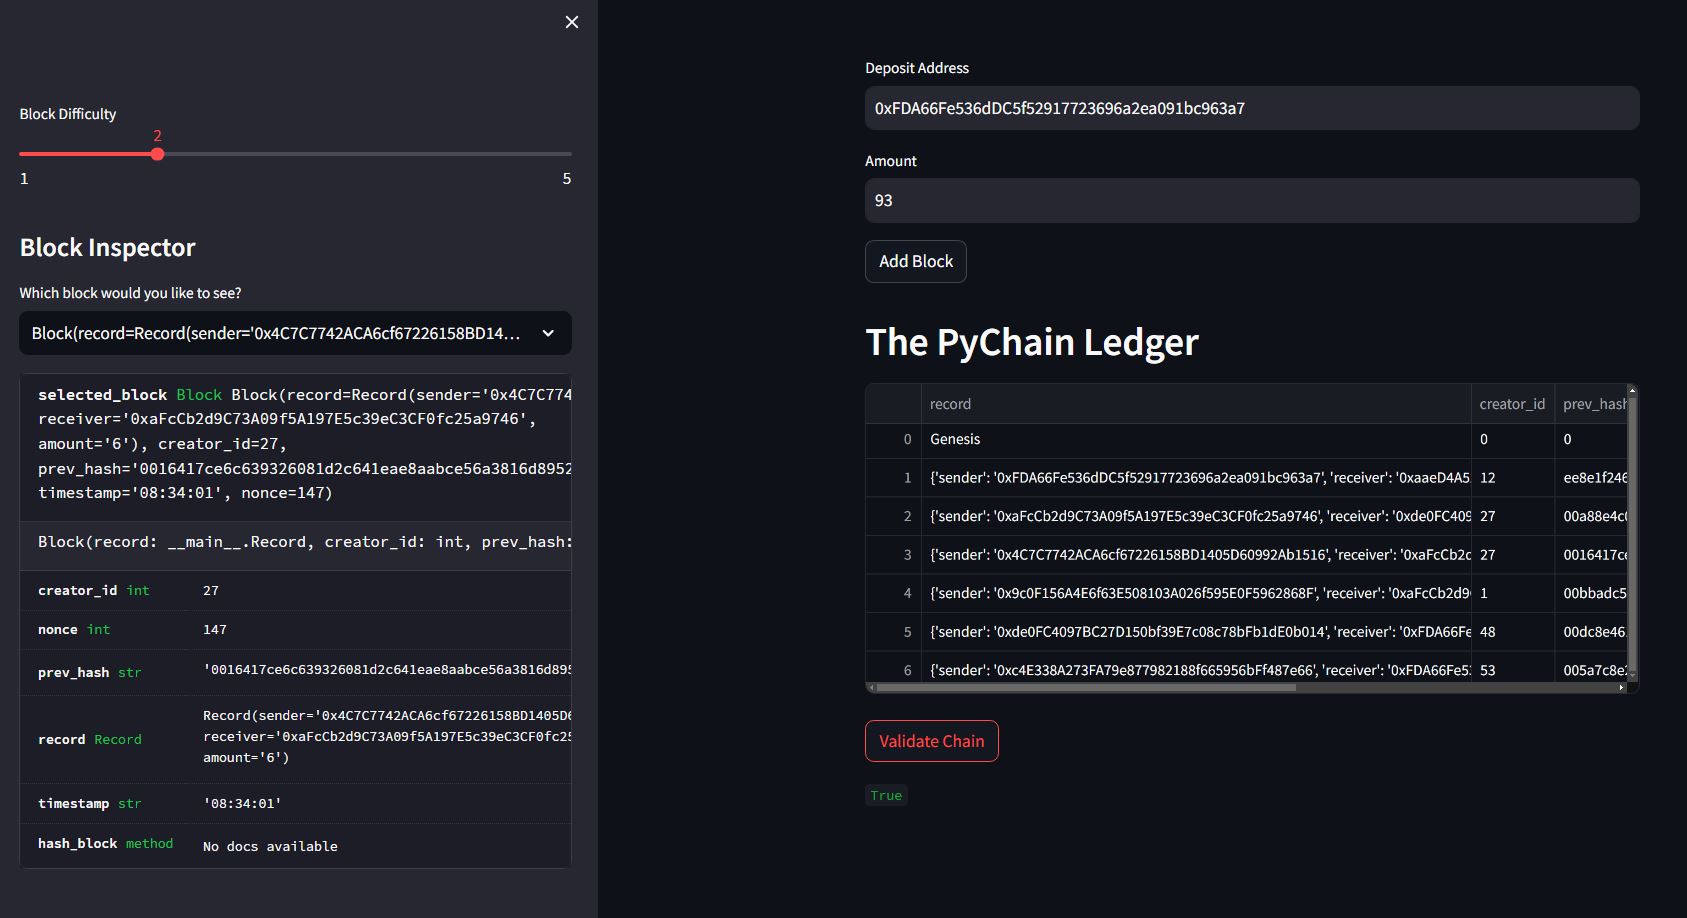 Block Difficulty
2
1 5
Block Inspector
Which block would you like to see?
Block(record=Record(sender='0x4C7C7742ACA6cf67226158BD14...
selected_block Block Block(record=Record(sender='0x4C7C774
receiver='0xaFcCb2d9C73A09f5A197E5c39eC3CF0fc25a9746',
amount='6'), creator_id=27,
prev_hash='0016417ce6c639326081d2c641eae8aabce56a3816d8952
timestamp='08:34:01', nonce=147)
Block(record: __main__.Record, creator_id: int, prev_hash:
creator_id int 27
nonce int 147
prev_hash str '0016417ce6c639326081d2c641eae8aabce56a3816d895
record Record Record(sender='0x4C7C7742ACA6cf67226158BD1405D6
receiver='0xaFcCb2d9C73A09f5A197E5c39eC3CF0fc25
amount='6')
timestamp str '08:34:01'
hash_block method No docs available
Deposit Address
0xFDA66Fe536dDC5f52917723696a2ea091bc963a7
Amount
93
Add Block
The PyChain Ledger
record creator_id prev_hash
0 Genesis 0 0
1 {'sender': '0xFDA66Fe536dDC5f52917723696a2ea091bc963a7', 'receiver': '0xaaeD4A5 12 ee8e1f246
2 {'sender': '0xaFcCb2d9C73A09f5A197E5c39eC3CF0fc25a9746', 'receiver': '0xde0FC409 27 00a88e4c
3 {'sender': '0x4C7C7742ACA6cf67226158BD1405D60992Ab1516', 'receiver': '0xaFcCb2d 27 0016417ce
4 {'sender': '0x9c0F156A4E6f63E508103A026f595E0F5962868F', 'receiver': '0xaFcCb2d9 1 00bbadc5
5 {'sender': '0xde0FC4097BC27D150bf39E7c08c78bFb1dE0b014', 'receiver': '0xFDA66Fe 48 00dc8e46
6 {'sender': '0xc4E338A273FA79e877982188f665956bFf487e66', 'receiver': '0xFDA66Fe5 53 005a7c8e
Validate Chain
True